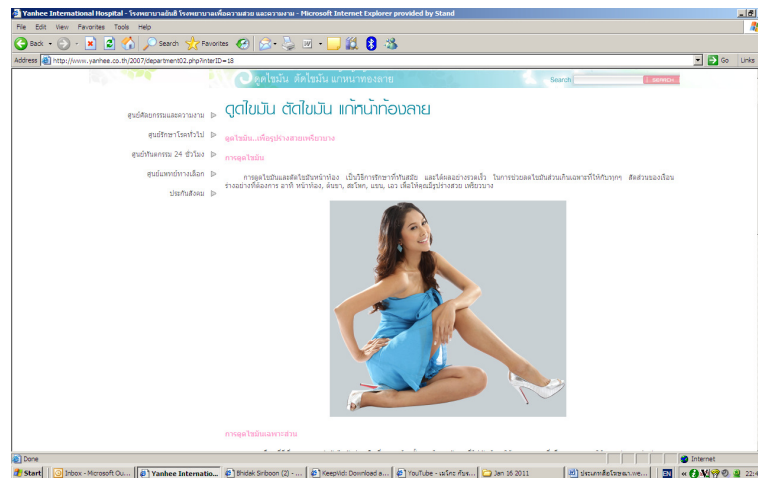 Yanhee International Hospital - โรงพยาบาลยันฮี โรงพยาบาลเพื่อความสวย และความงาม - Microsoft Internet Explorer provided by Stand
File Edit View Favorites Tools Help
Back Search Favorites
Address http://www.yanhee.co.th/2007/department02.php?interID=18 Go Links
ดูดไขมัน ตัดไขมัน แก้หน้าท้องลาย Search SEARCH
ดูดไขมัน ตัดไขมัน แก้หน้าท้องลาย
ศูนย์ศัลยกรรมและความงาม
ศูนย์รักษาโรคทั่วไป
ศูนย์ทันตกรรม 24 ชั่วโมง
ศูนย์แพทย์ทางเลือก
ประกันสังคม
ดูดไขมัน...เพื่อรูปร่างสวยเพรียวบาง
การดูดไขมัน
การดูดไขมันและตัดไขมันหน้าท้อง เป็นวิธีการรักษาที่ทันสมัย และได้ผลอย่างรวดเร็ว ในการช่วยลดไขมันส่วนเกินเฉพาะที่ให้กับทุกๆ สัดส่วนของเรือน
ร่างอย่างที่ต้องการ อาทิ หน้าท้อง, ต้นขา, สะโพก, แขน, เอว เพื่อให้คุณมีรูปร่างสวย เพรียวบาง
การดูดไขมันเฉพาะส่วน
Done Internet
Start Inbox - Microsoft Ou... Yanhee Internatio... Bhidak Siriboon (2) - ... KeepVid: Download a... YouTube - Jan 16 2011 ประเภทสื่อโฆษณา.we... EN 22:4